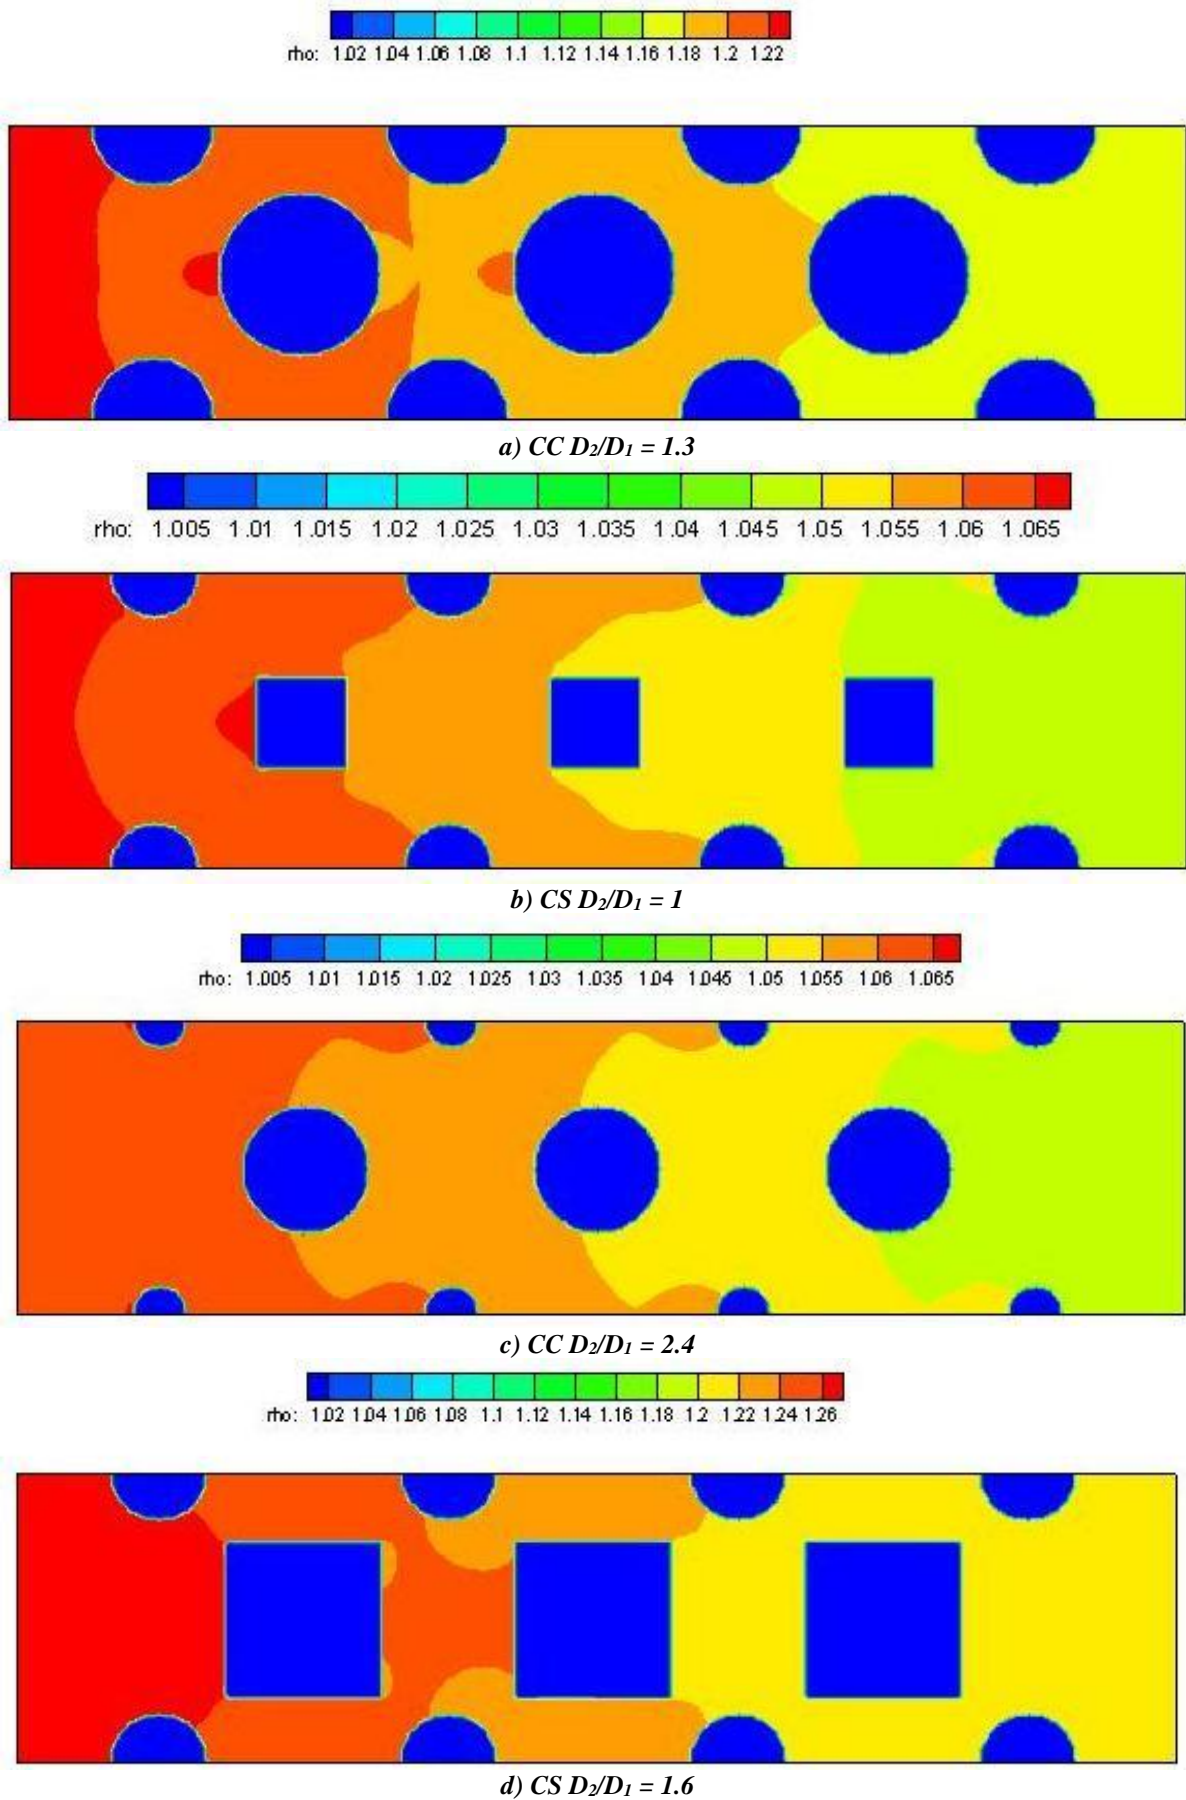 rho: 1.02 1.04 1.06 1.08 1.1 1.12 1.14 1.16 1.18 1.2 1.22
a) CC D₂/D₁ = 1.3
rho: 1.005 1.01 1.015 1.02 1.025 1.03 1.035 1.04 1.045 1.05 1.055 1.06 1.065
b) CS D₂/D₁ = 1
rho: 1.005 1.01 1.015 1.02 1.025 1.03 1.035 1.04 1.045 1.05 1.055 1.06 1.065
c) CC D₂/D₁ = 2.4
rho: 1.02 1.04 1.06 1.08 1.1 1.12 1.14 1.16 1.18 1.2 1.22 1.24 1.26
d) CS D₂/D₁ = 1.6